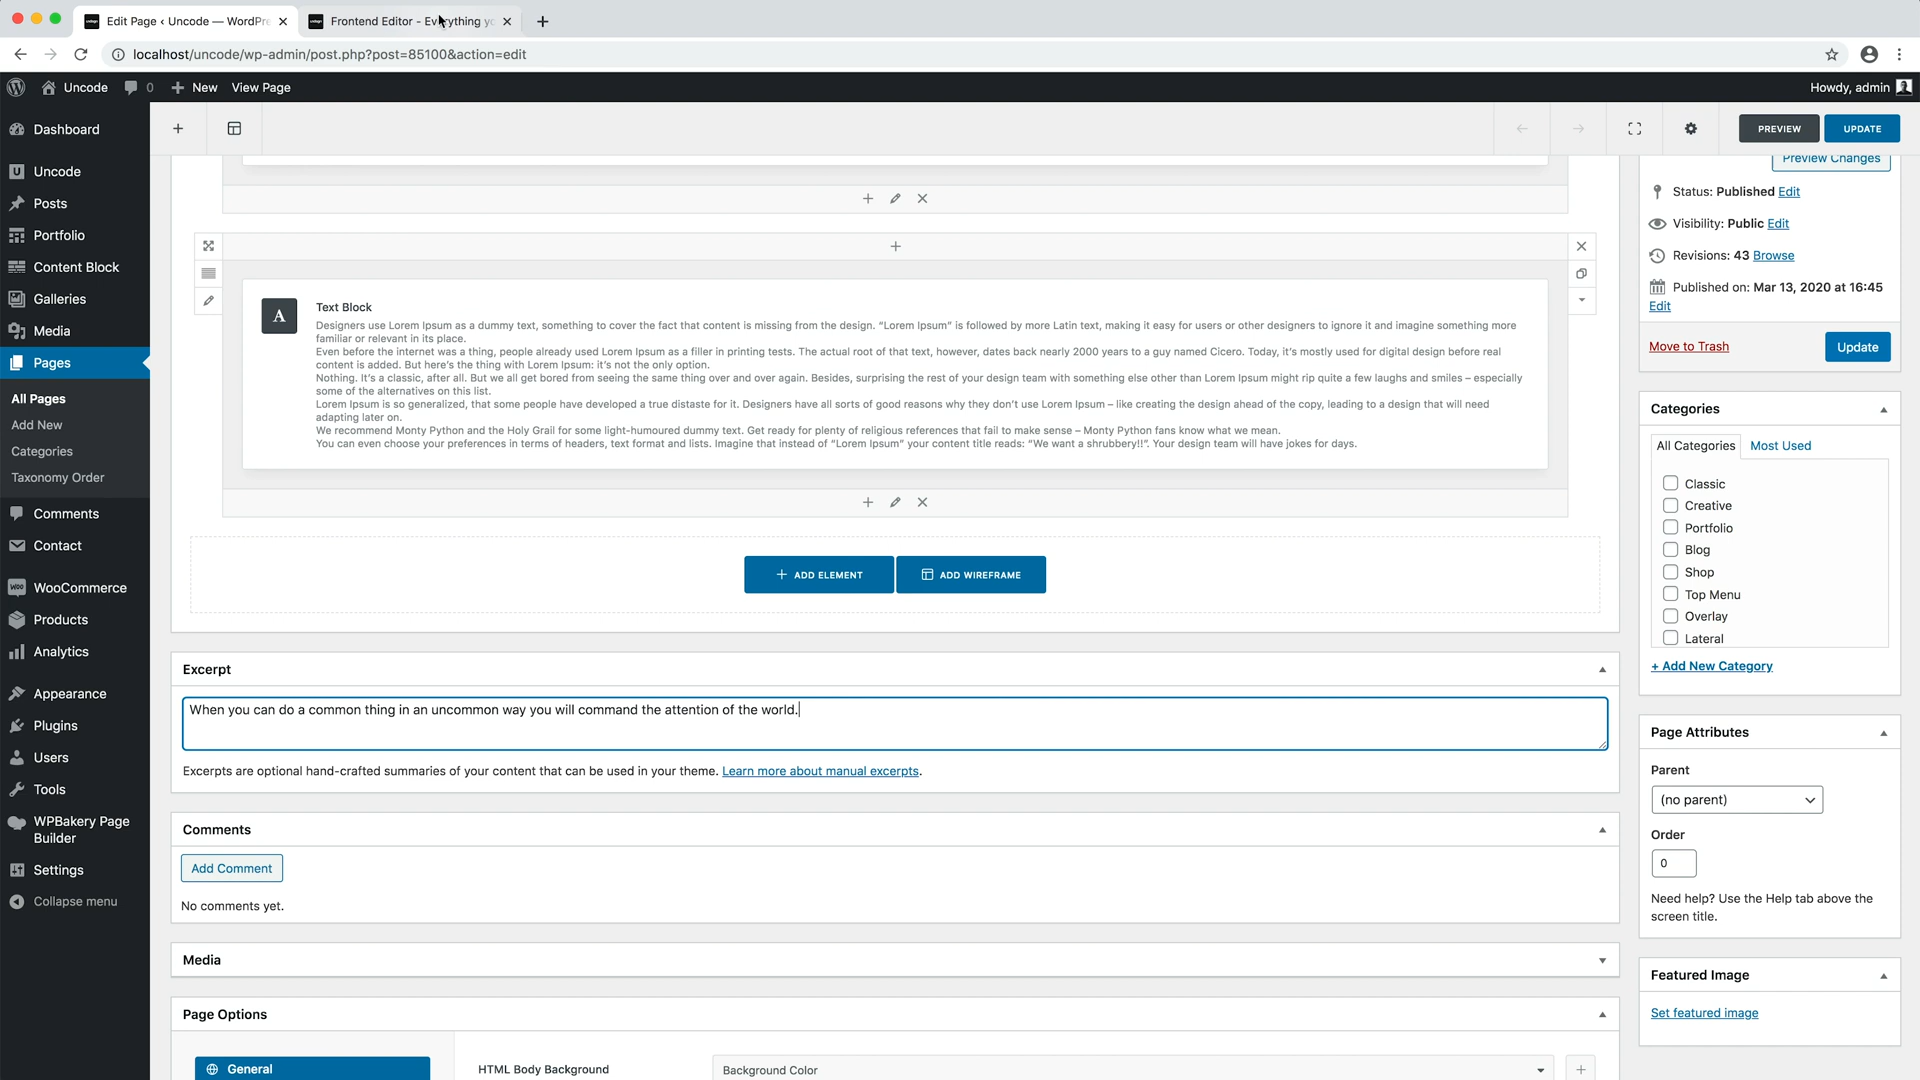 Edit Page ‹ Uncode — WordPre
Frontend Editor - Everything yo
localhost/uncode/wp-admin/post.php?post=85100&action=edit
Uncode
0
New
View Page
Howdy, admin
PREVIEW
UPDATE
Dashboard
Uncode
Posts
Portfolio
Content Block
Galleries
Media
Pages
All Pages
Add New
Categories
Taxonomy Order
Comments
Contact
WooCommerce
Products
Analytics
Appearance
Plugins
Users
Tools
WPBakery Page
Builder
Settings
Collapse menu
A
Text Block
Designers use Lorem Ipsum as a dummy text, something to cover the fact that content is missing from the design. “Lorem Ipsum” is followed by more Latin text, making it easy for users or other designers to ignore it and imagine something more
familiar or relevant in its place.
Even before the internet was a thing, people already used Lorem Ipsum as a filler in printing tests. The actual root of that text, however, dates back nearly 2000 years to a guy named Cicero. Today, it’s mostly used for digital design before real
content is added. But here’s the thing with Lorem Ipsum: it’s not the only option.
Nothing. It’s a classic, after all. But we all get bored from seeing the same thing over and over again. Besides, surprising the rest of your design team with something else other than Lorem Ipsum might rip quite a few laughs and smiles – especially
some of the alternatives on this list.
Lorem Ipsum is so generalized, that some people have developed a true distaste for it. Designers have all sorts of good reasons why they don’t use Lorem Ipsum – like creating the design ahead of the copy, leading to a design that will need
adapting later on.
We recommend Monty Python and the Holy Grail for some light-humoured dummy text. Get ready for plenty of religious references that fail to make sense – Monty Python fans know what we mean.
You can even choose your preferences in terms of headers, text format and lists. Imagine that instead of “Lorem Ipsum” your content title reads: “We want a shrubbery!!”. Your design team will have jokes for days.
ADD ELEMENT
ADD WIREFRAME
Excerpt
When you can do a common thing in an uncommon way you will command the attention of the world.
Excerpts are optional hand-crafted summaries of your content that can be used in your theme. Learn more about manual excerpts.
Comments
Add Comment
No comments yet.
Media
Page Options
General
HTML Body Background
Background Color
Preview Changes
Status: Published Edit
Visibility: Public Edit
Revisions: 43 Browse
Published on: Mar 13, 2020 at 16:45
Edit
Move to Trash
Update
Categories
All Categories
Most Used
Classic
Creative
Portfolio
Blog
Shop
Top Menu
Overlay
Lateral
+ Add New Category
Page Attributes
Parent
(no parent)
Order
0
Need help? Use the Help tab above the
screen title.
Featured Image
Set featured image